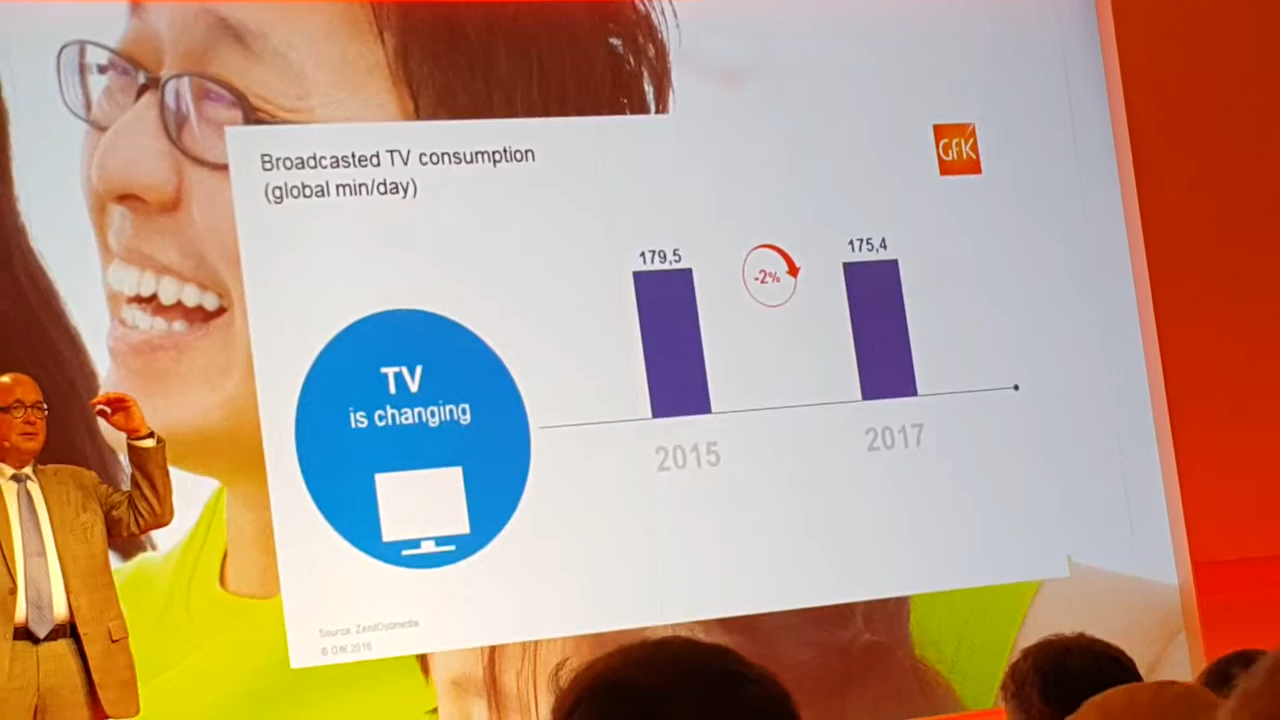 Broadcasted TV consumption
(global min/day)
GfK
179,5
-2%
175,4
TV
is changing
2015
2017
Source: ZenitOptimedia
© GfK 2016